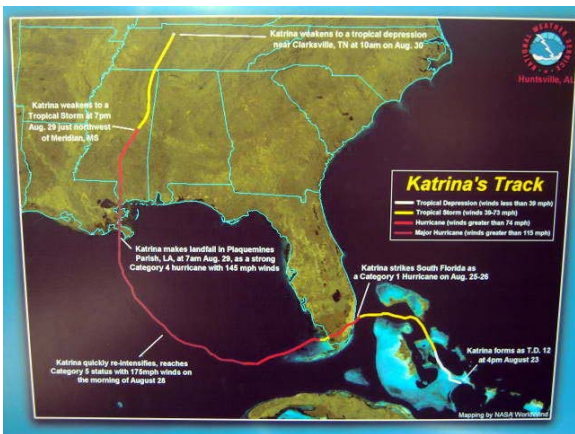 Katrina weakens to a tropical depression
near Clarksville, TN at 10am on Aug. 30
NATIONAL WEATHER SERVICE
Huntsville, AL
Katrina weakens to a
Tropical Storm at 7pm
Aug. 29 just northwest
of Meridian, MS
Katrina's Track
Tropical Depression (winds less than 39 mph)
Tropical Storm (winds 39-73 mph)
Hurricane (winds greater than 74 mph)
Major Hurricane (winds greater than 115 mph)
Katrina makes landfall in Plaquemines
Parish, LA, at 7am Aug. 29, as a strong
Category 4 hurricane with 145 mph winds
Katrina strikes South Florida as
a Category 1 Hurricane on Aug. 25-26
Katrina quickly re-intensifies, reaches
Category 5 status with 175mph winds on
the morning of August 28
Katrina forms as T.D. 12
at 4pm August 23
Mapping by NASA WorldWind